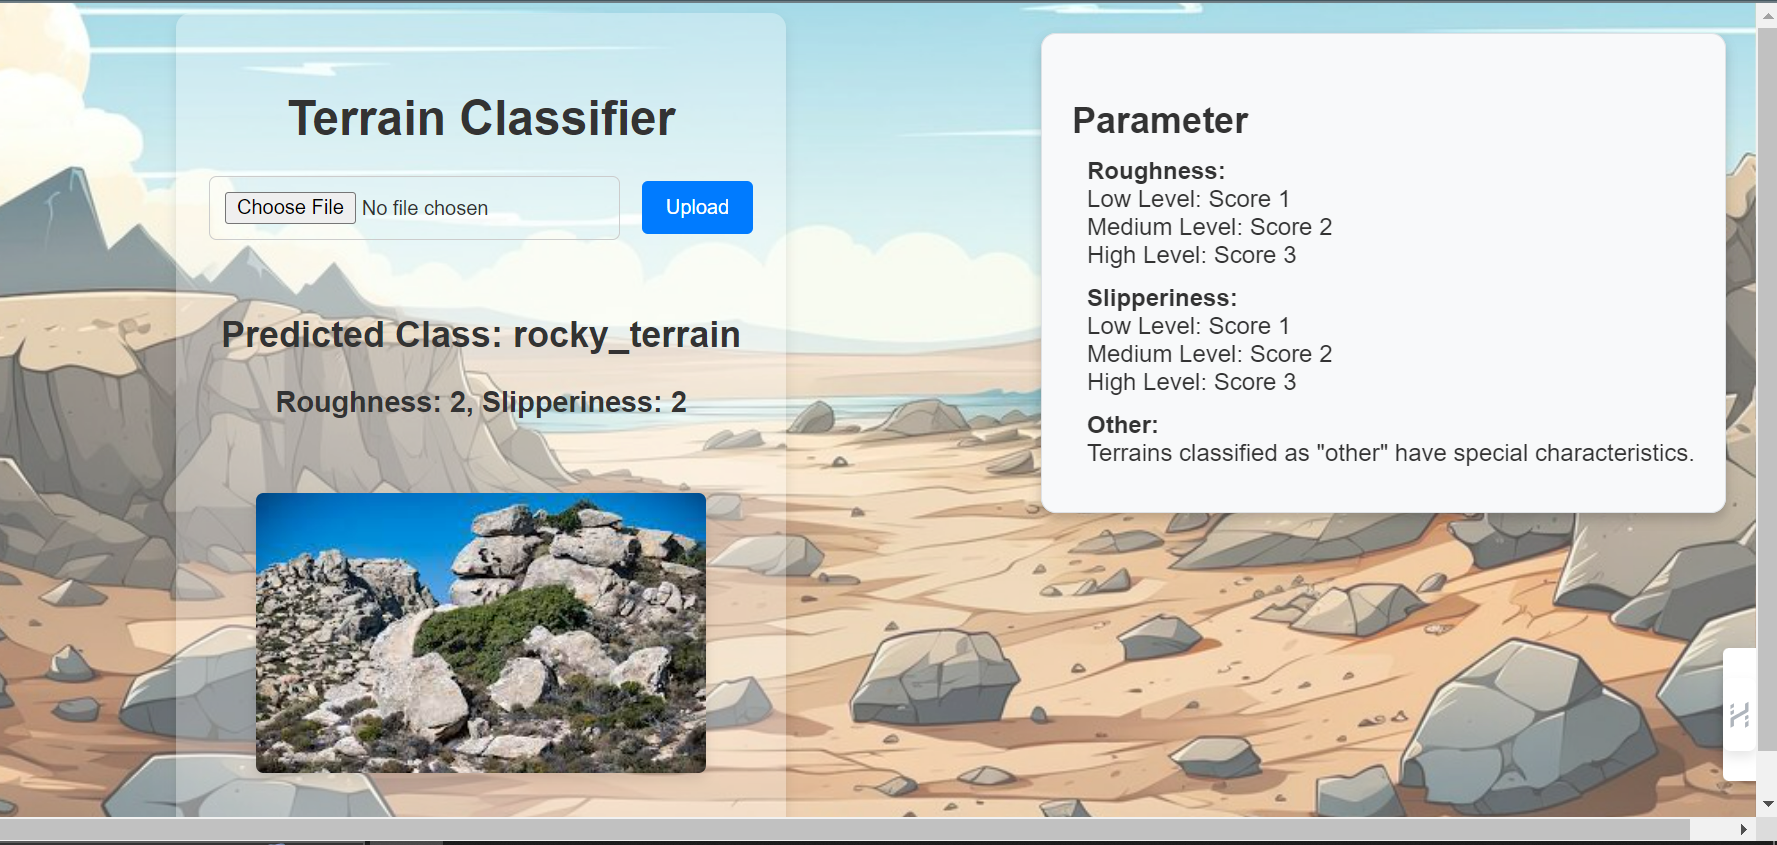 Terrain Classifier
Choose File No file chosen
Upload
Predicted Class: rocky_terrain
Roughness: 2, Slipperiness: 2
Parameter
Roughness:
Low Level: Score 1
Medium Level: Score 2
High Level: Score 3
Slipperiness:
Low Level: Score 1
Medium Level: Score 2
High Level: Score 3
Other:
Terrains classified as "other" have special characteristics.